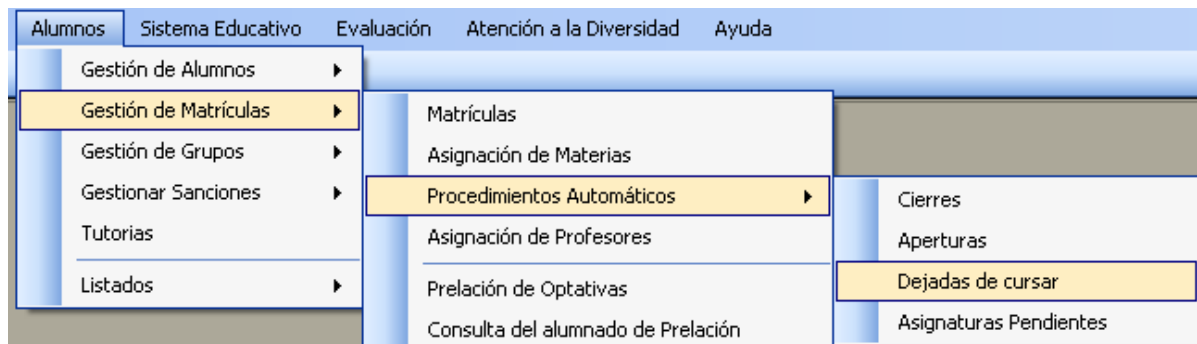 Alumnos Sistema Educativo Evaluación Atención a la Diversidad Ayuda
Gestión de Alumnos
Gestión de Matrículas
Gestión de Grupos
Gestionar Sanciones
Tutorias
Listados
Matrículas
Asignación de Materias
Procedimientos Automáticos
Asignación de Profesores
Prelación de Optativas
Consulta del alumnado de Prelación
Cierres
Aperturas
Dejadas de cursar
Asignaturas Pendientes